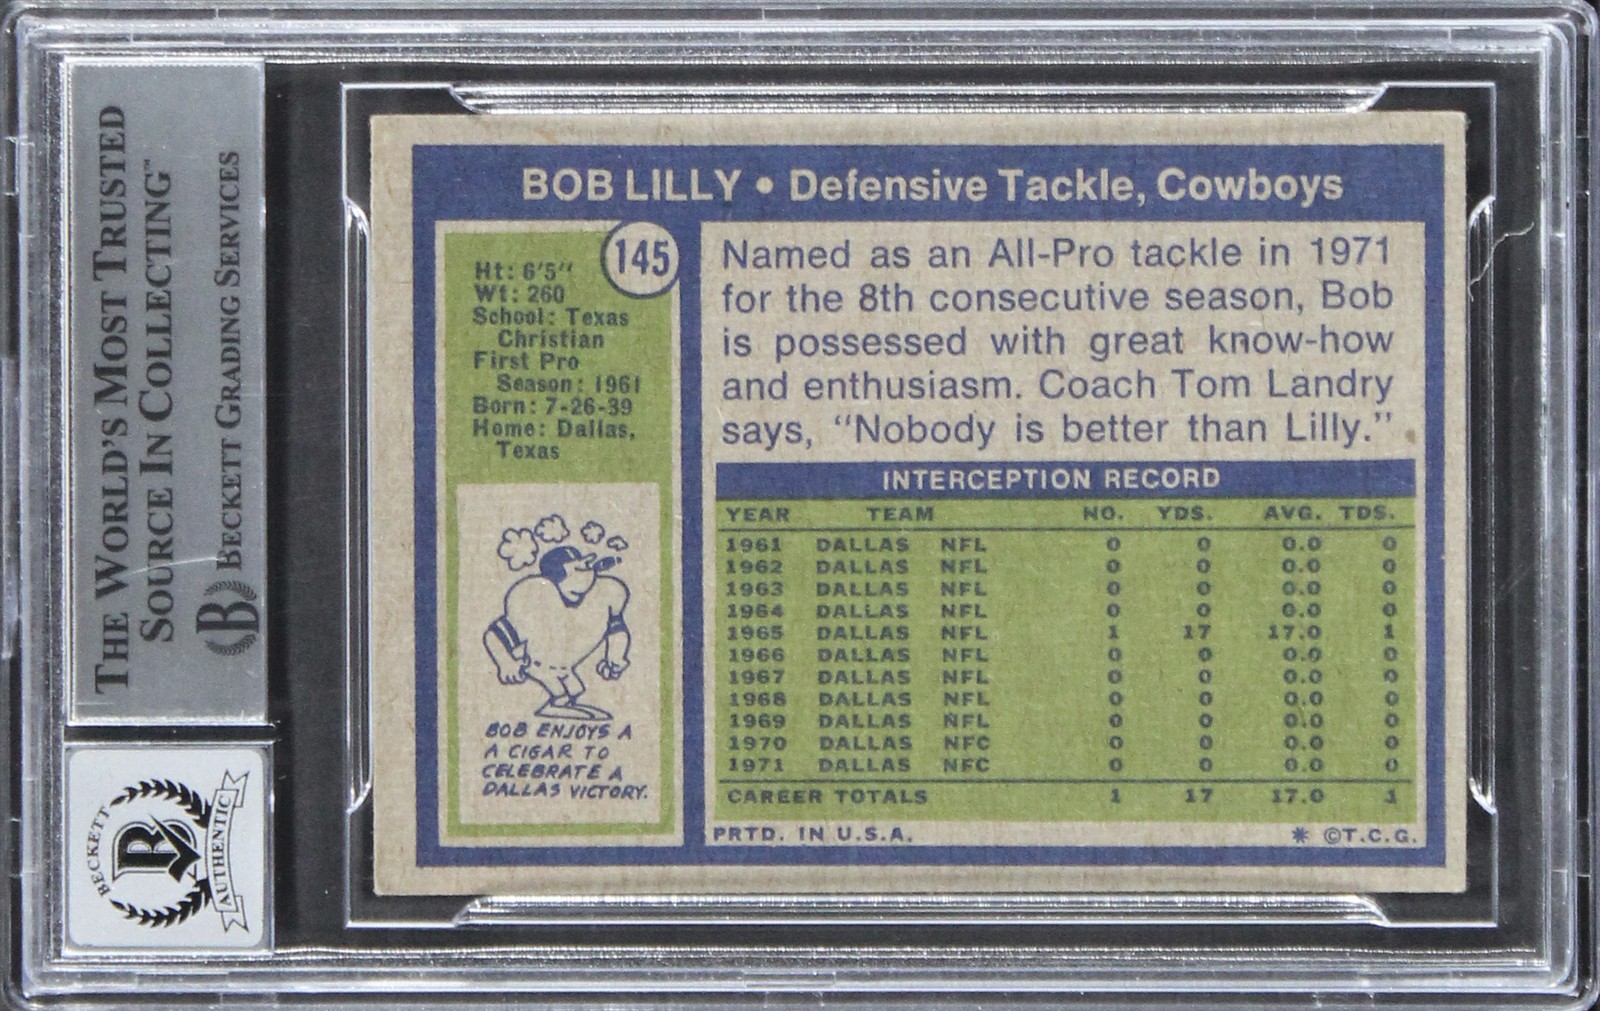 THE WORLD'S MOST TRUSTED
SOURCE IN COLLECTING™
BECKETT GRADING SERVICES
B
BECKETT
B
AUTHENTIC
BOB LILLY • Defensive Tackle, Cowboys
145
Ht: 6'5"
Wt: 260
School: Texas
Christian
First Pro
Season: 1961
Born: 7-26-39
Home: Dallas,
Texas
BOB ENJOYS A
A CIGAR TO
CELEBRATE A
DALLAS VICTORY.
Named as an All-Pro tackle in 1971
for the 8th consecutive season, Bob
is possessed with great know-how
and enthusiasm. Coach Tom Landry
says, "Nobody is better than Lilly."
INTERCEPTION RECORD
YEAR TEAM NO. YDS. AVG. TDS.
1961 DALLAS NFL 0 0 0.0 0
1962 DALLAS NFL 0 0 0.0 0
1963 DALLAS NFL 0 0 0.0 0
1964 DALLAS NFL 0 0 0.0 0
1965 DALLAS NFL 1 17 17.0 1
1966 DALLAS NFL 0 0 0.0 0
1967 DALLAS NFL 0 0 0.0 0
1968 DALLAS NFL 0 0 0.0 0
1969 DALLAS NFL 0 0 0.0 0
1970 DALLAS NFC 0 0 0.0 0
1971 DALLAS NFC 0 0 0.0 0
CAREER TOTALS 1 17 17.0 1
PRTD. IN U.S.A. * ©T.C.G.